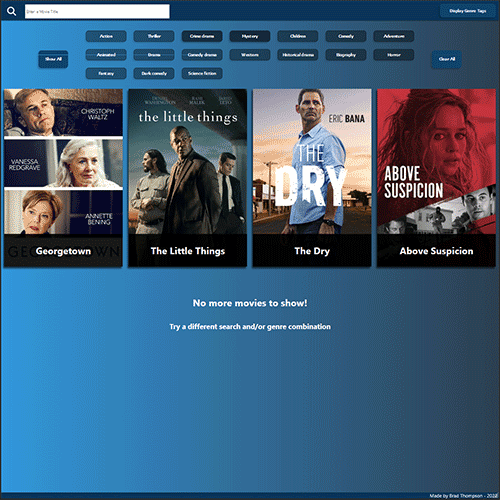 Enter a Movie Title
Display Genre Tags
Action
Thriller
Crime drama
Mystery
Children
Comedy
Adventure
Show All
Animated
Drama
Comedy drama
Western
Historical drama
Biography
Horror
Clear All
Fantasy
Dark comedy
Science fiction
CHRISTOPH
WALTZ
VANESSA
REDGRAVE
ANNETTE
BENING
GEORGETOWN
Georgetown
DENZEL
WASHINGTON
RAMI
MALEK
JARED
LETO
the little things
The Little Things
ERIC BANA
THE
DRY
The Dry
ABOVE
SUSPICION
Above Suspicion
No more movies to show!
Try a different search and/or genre combination
Made by Brad Thompson - 2022